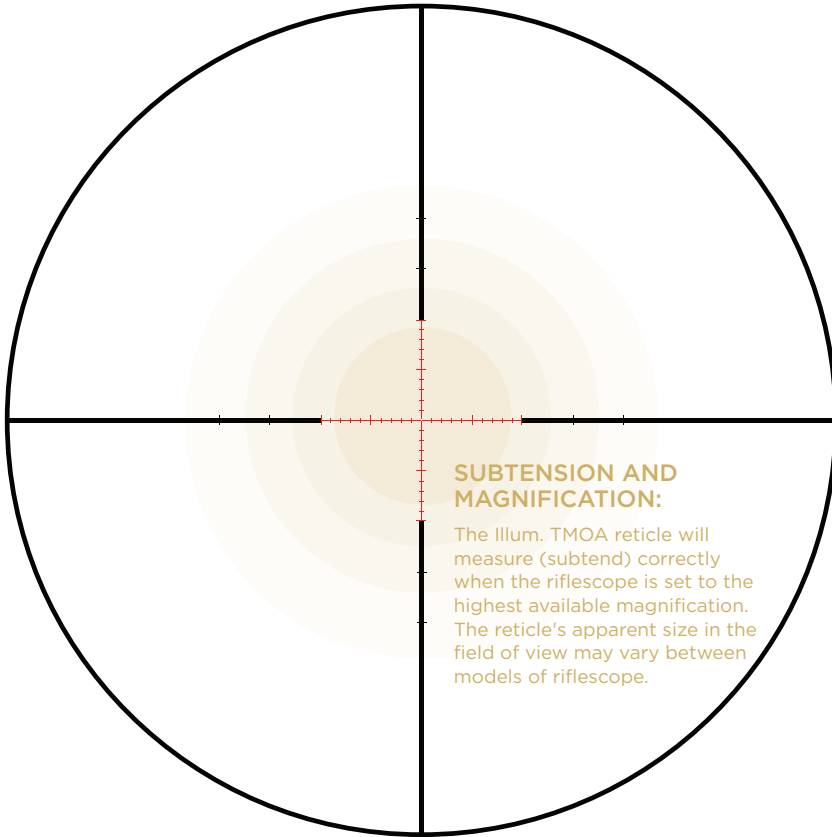 SUBTENSION AND
MAGNIFICATION:
The Illum. TMOA reticle will
measure (subtend) correctly
when the riflescope is set to the
highest available magnification.
The reticle's apparent size in the
field of view may vary between
models of riflescope.